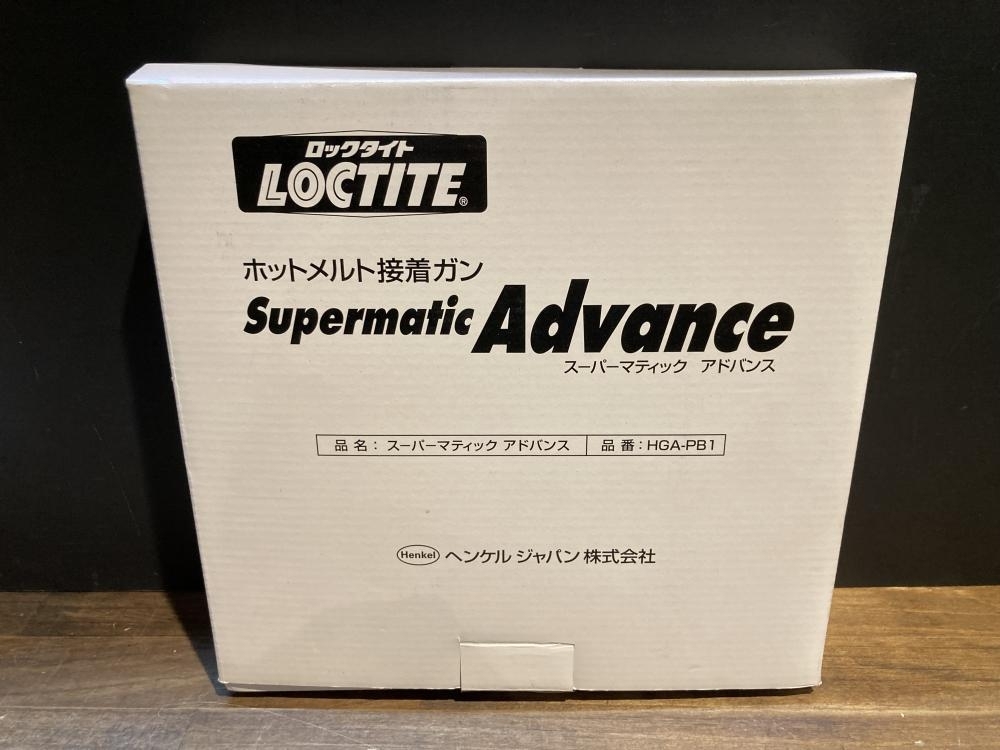 ロックタイト
LOCTITE®
ホットメルト接着ガン
Supermatic Advance
スーパーマティック アドバンス
品 名 : スーパーマティック アドバンス 品 番 : HGA-PB1
Henkel ヘンケル ジャパン 株式会社